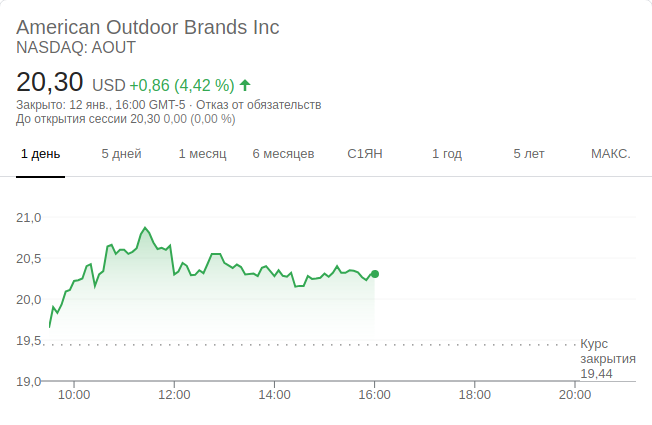 American Outdoor Brands Inc
NASDAQ: AOUT
20,30 USD +0,86 (4,42 %)
Закрыто: 12 янв., 16:00 GMT-5 · Отказ от обязательств
До открытия сессии 20,30 0,00 (0,00 %)
1 день 5 дней 1 месяц 6 месяцев С1ЯН 1 год 5 лет МАКС.
21,0
20,5
20,0
19,5
Курс
закрытия
19,44
19,0
10:00 12:00 14:00 16:00 18:00 20:00